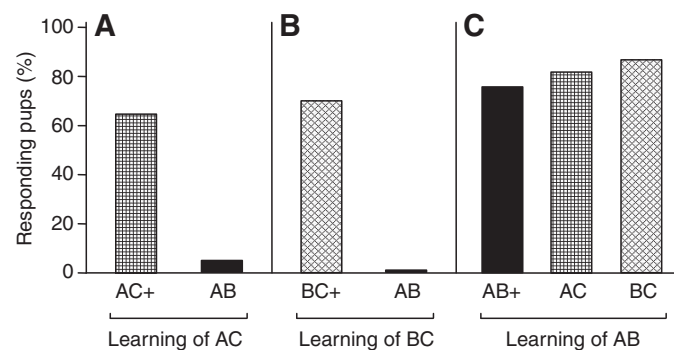 A B C
Responding pups (%)
100
80
60
40
20
0
AC+ AB BC+ AB AB+ AC BC
Learning of AC Learning of BC Learning of AB